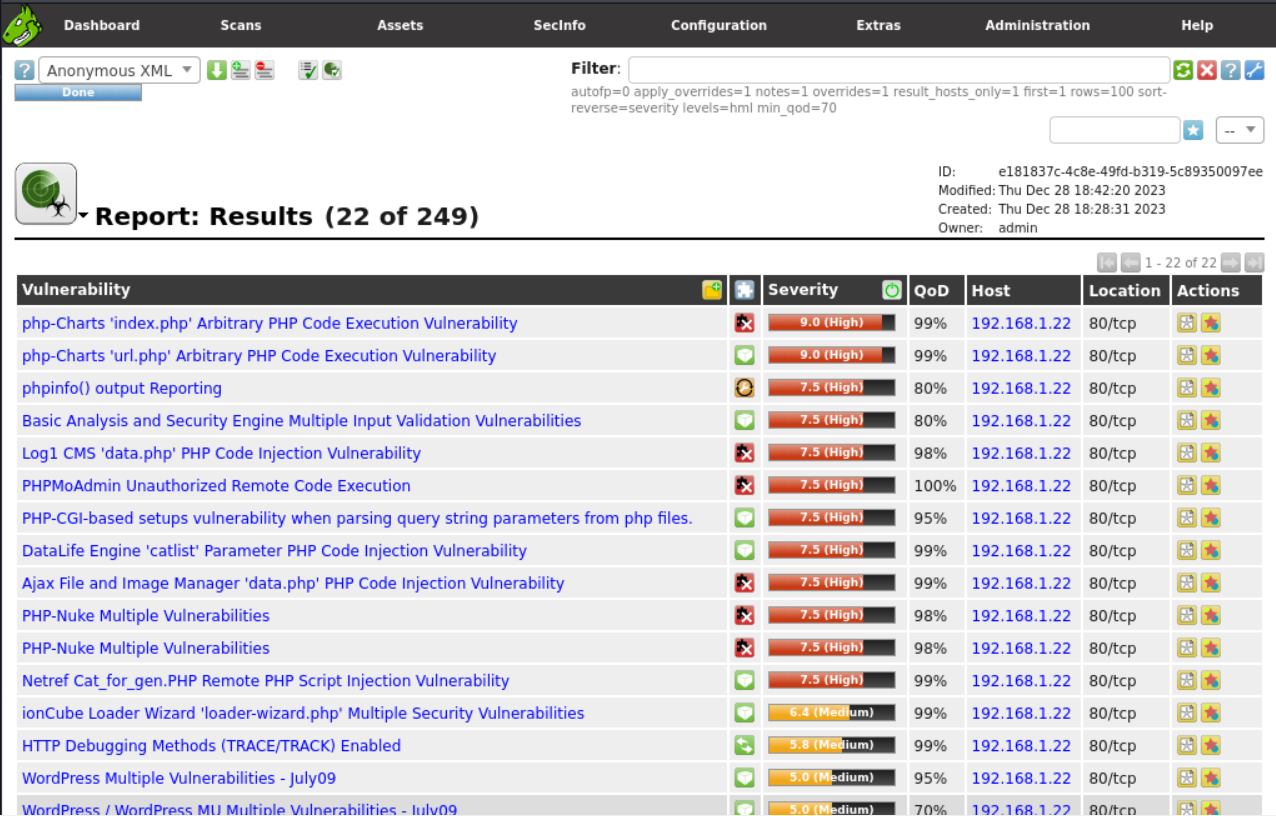 Dashboard Scans Assets SecInfo Configuration Extras Administration Help
Anonymous XML Filter:
Done
autofp=0 apply_overrides=1 notes=1 overrides=1 result_hosts_only=1 first=1 rows=100 sort-
reverse=severity levels=hml min_qod=70
--
ID: e181837c-4c8e-49fd-b319-5c89350097ee
Modified: Thu Dec 28 18:42:20 2023
Created: Thu Dec 28 18:28:31 2023
Owner: admin
Report: Results (22 of 249)
1 - 22 of 22
Vulnerability Severity QoD Host Location Actions
php-Charts 'index.php' Arbitrary PHP Code Execution Vulnerability 9.0 (High) 99% 192.168.1.22 80/tcp
php-Charts 'url.php' Arbitrary PHP Code Execution Vulnerability 9.0 (High) 99% 192.168.1.22 80/tcp
phpinfo() output Reporting 7.5 (High) 80% 192.168.1.22 80/tcp
Basic Analysis and Security Engine Multiple Input Validation Vulnerabilities 7.5 (High) 80% 192.168.1.22 80/tcp
Log1 CMS 'data.php' PHP Code Injection Vulnerability 7.5 (High) 98% 192.168.1.22 80/tcp
PHPMoAdmin Unauthorized Remote Code Execution 7.5 (High) 100% 192.168.1.22 80/tcp
PHP-CGI-based setups vulnerability when parsing query string parameters from php files. 7.5 (High) 95% 192.168.1.22 80/tcp
DataLife Engine 'catlist' Parameter PHP Code Injection Vulnerability 7.5 (High) 99% 192.168.1.22 80/tcp
Ajax File and Image Manager 'data.php' PHP Code Injection Vulnerability 7.5 (High) 99% 192.168.1.22 80/tcp
PHP-Nuke Multiple Vulnerabilities 7.5 (High) 98% 192.168.1.22 80/tcp
PHP-Nuke Multiple Vulnerabilities 7.5 (High) 98% 192.168.1.22 80/tcp
Netref Cat_for_gen.PHP Remote PHP Script Injection Vulnerability 7.5 (High) 99% 192.168.1.22 80/tcp
ionCube Loader Wizard 'loader-wizard.php' Multiple Security Vulnerabilities 6.4 (Medium) 99% 192.168.1.22 80/tcp
HTTP Debugging Methods (TRACE/TRACK) Enabled 5.8 (Medium) 99% 192.168.1.22 80/tcp
WordPress Multiple Vulnerabilities - July09 5.0 (Medium) 95% 192.168.1.22 80/tcp
WordPress / WordPress MU Multiple Vulnerabilities - July09 5.0 (Medium) 70% 192.168.1.22 80/tcp